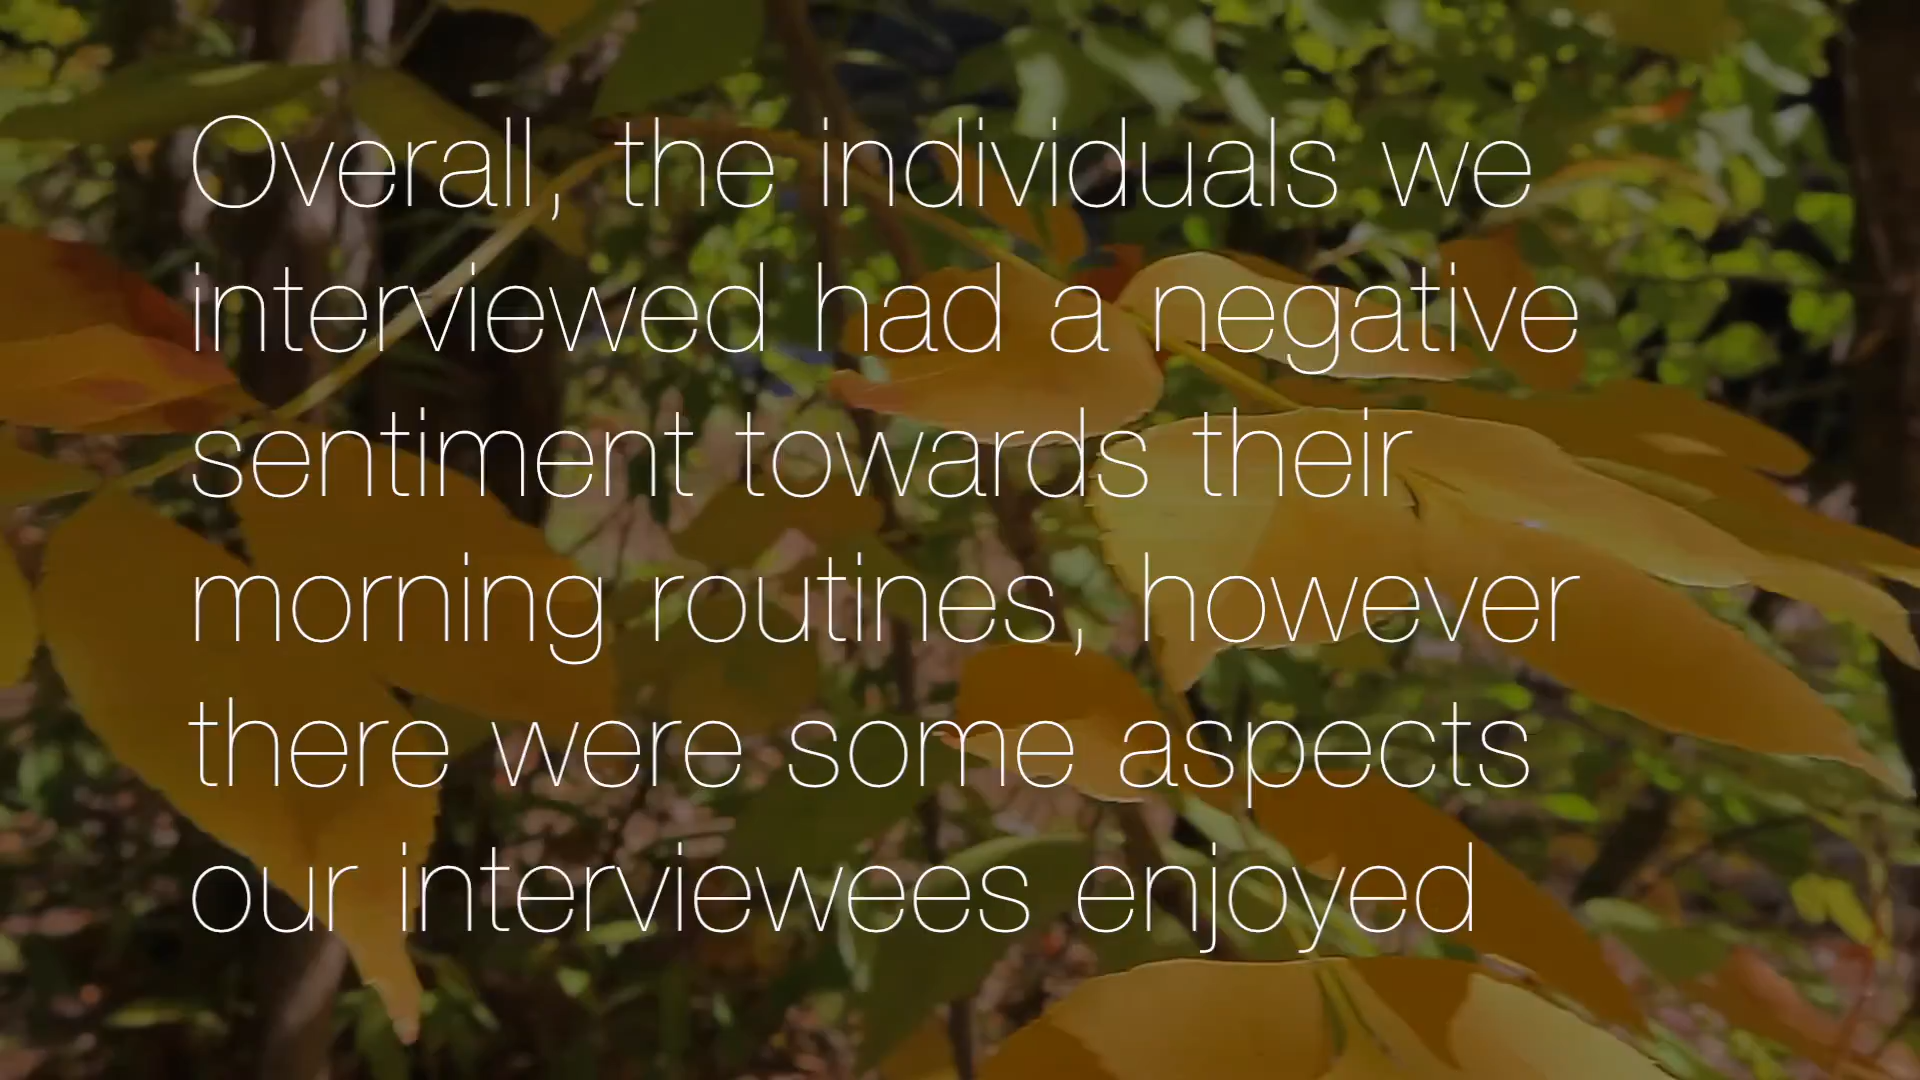 Overall, the individuals we
interviewed had a negative
sentiment towards their
morning routines, however
there were some aspects
our interviewees enjoyed